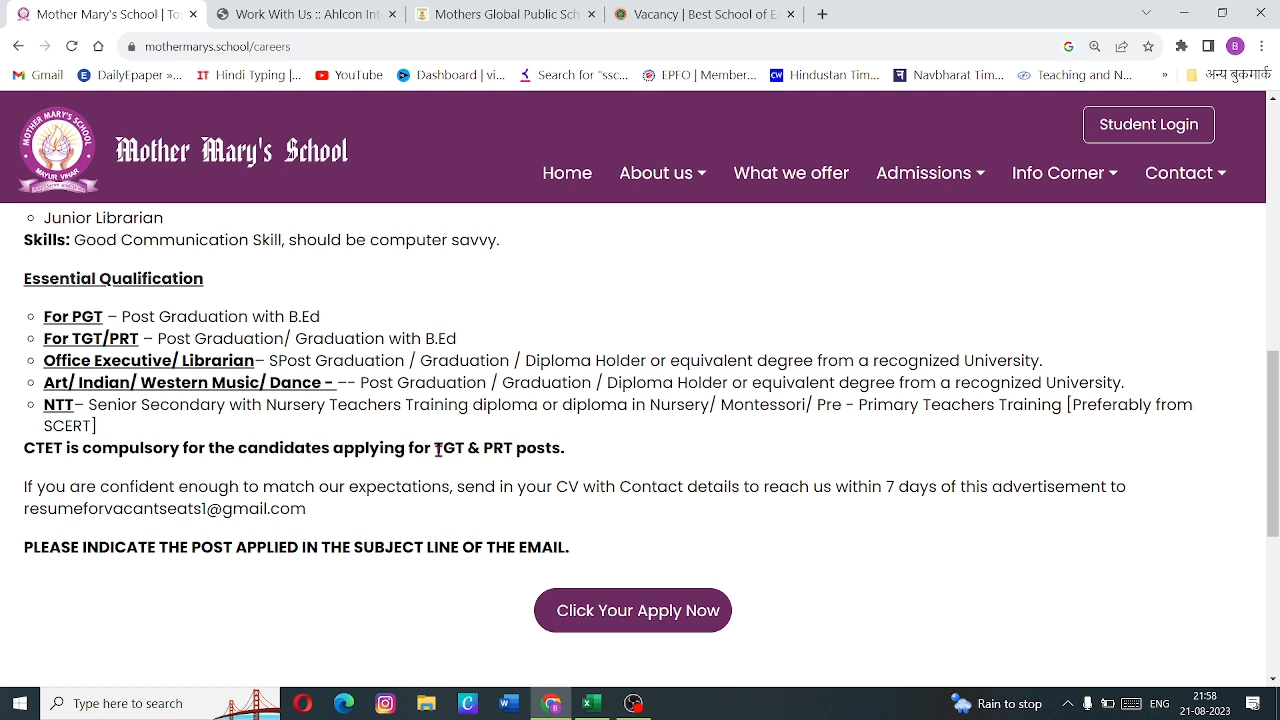 Mother Mary's School | To
Work With Us :: Ahlcon Int
Mothers Global Public Sch
Vacancy | Best School of Ea
mothermarys.school/careers
B
Gmail
DailyEpaper »...
IT Hindi Typing |...
YouTube
Dashboard | vi...
Search for "ssc...
EPFO | Member...
CW Hindustan Tim...
न Navbharat Tim...
Teaching and N...
»
अन्य बुकमार्क
MOTHER MARY'S SCHOOL
MAYUR VIHAR
Mother Mary's School
Student Login
Home
About us
What we offer
Admissions
Info Corner
Contact
Junior Librarian
Skills: Good Communication Skill, should be computer savvy.
Essential Qualification
For PGT – Post Graduation with B.Ed
For TGT/PRT – Post Graduation/ Graduation with B.Ed
Office Executive/ Librarian– SPost Graduation / Graduation / Diploma Holder or equivalent degree from a recognized University.
Art/ Indian/ Western Music/ Dance - –- Post Graduation / Graduation / Diploma Holder or equivalent degree from a recognized University.
NTT– Senior Secondary with Nursery Teachers Training diploma or diploma in Nursery/ Montessori/ Pre - Primary Teachers Training [Preferably from
SCERT]
CTET is compulsory for the candidates applying for TGT & PRT posts.
If you are confident enough to match our expectations, send in your CV with Contact details to reach us within 7 days of this advertisement to
resumeforvacantseats1@gmail.com
PLEASE INDICATE THE POST APPLIED IN THE SUBJECT LINE OF THE EMAIL.
Click Your Apply Now
Type here to search
Rain to stop
ENG
21:58
21-08-2023